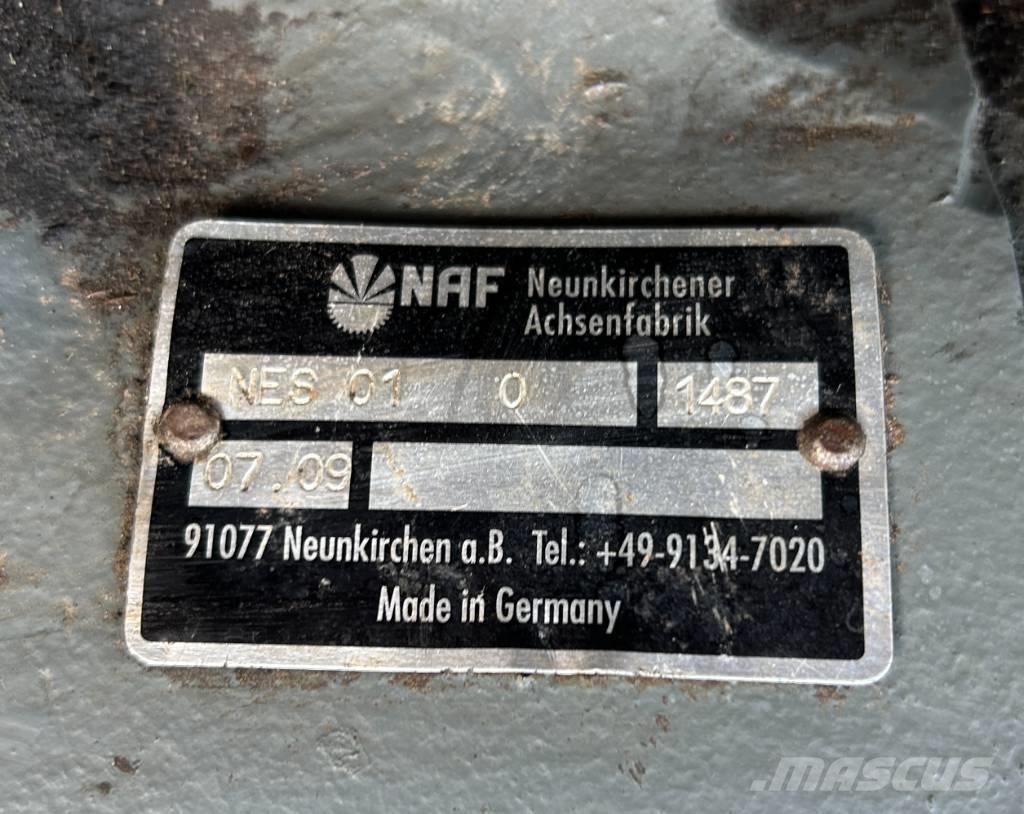 NAF Neunkirchener
Achsenfabrik
NES 01 0 1487
07.09
91077 Neunkirchen a.B. Tel.: +49-9134-7020
Made in Germany
MASCUS